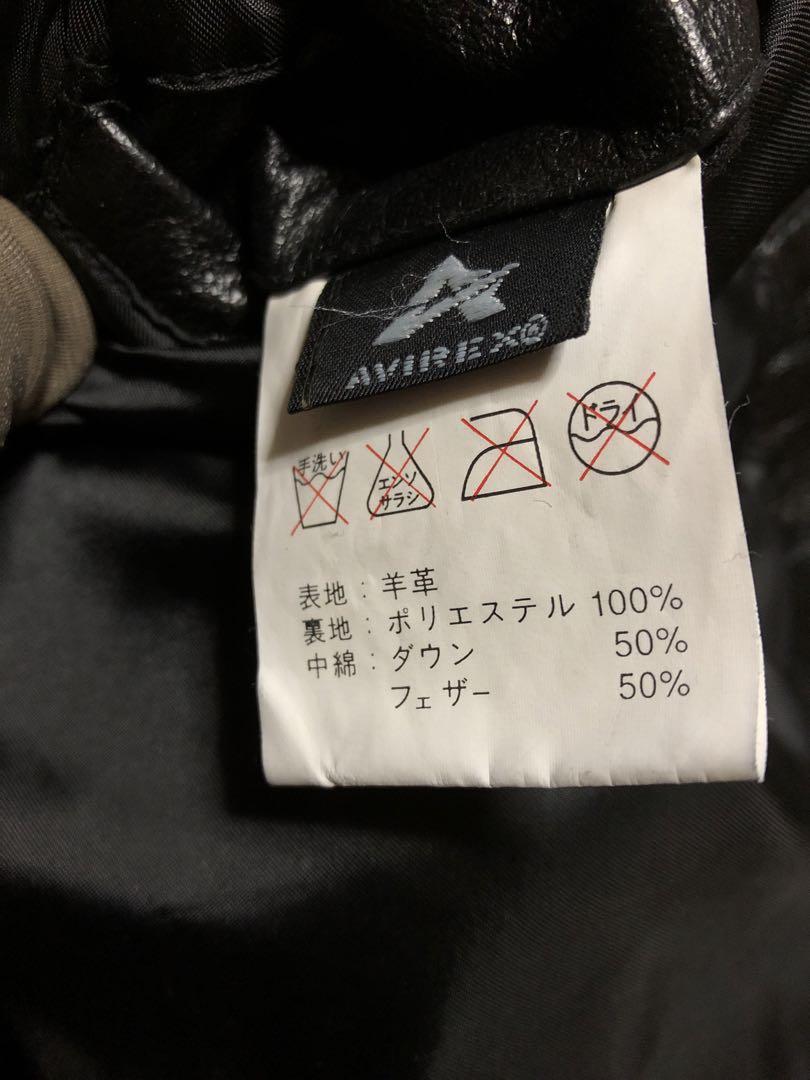 AVIREX®
手洗い
エンソ
サラシ
ドライ
表地：羊革
裏地：ポリエステル 100%
中綿：ダウン 50%
フェザー 50%